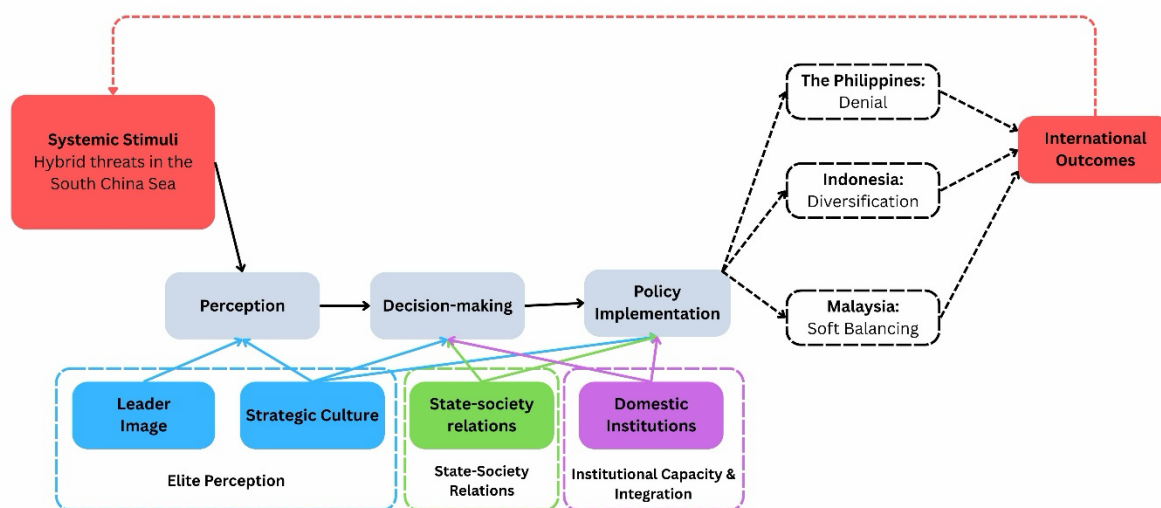 Systemic Stimuli
Hybrid threats in the
South China Sea
The Philippines:
Denial
Indonesia:
Diversification
Malaysia:
Soft Balancing
International
Outcomes
Perception
Decision-making
Policy
Implementation
Leader
Image
Strategic Culture
Elite Perception
State-society
relations
State-Society
Relations
Domestic
Institutions
Institutional Capacity &
Integration